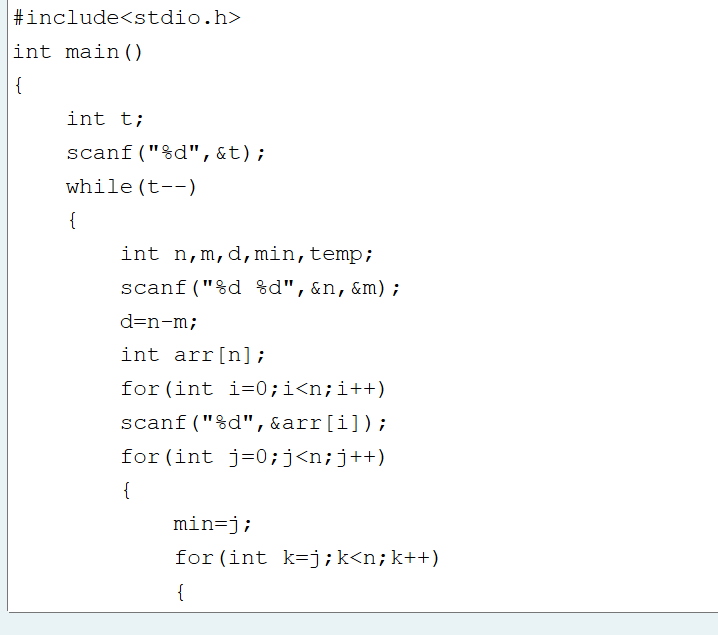 #include<stdio.h>
int main()
{
    int t;
    scanf("%d",&t);
    while(t--)
    {
        int n,m,d,min,temp;
        scanf("%d %d",&n,&m);
        d=n-m;
        int arr[n];
        for(int i=0;i<n;i++)
        scanf("%d",&arr[i]);
        for(int j=0;j<n;j++)
        {
            min=j;
            for(int k=j;k<n;k++)
            {